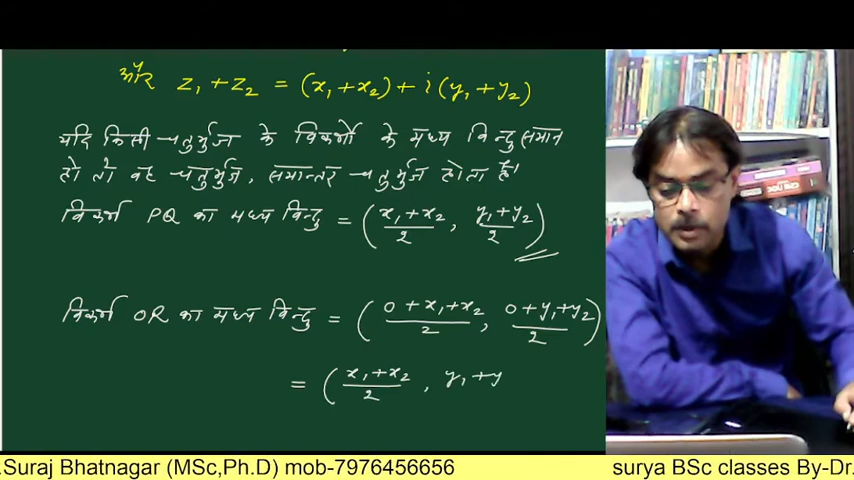 और z₁ + z₂ = (x₁ + x₂) + i (y₁ + y₂)
यदि किसी चतुर्भुज के विकर्णो के मध्य विन्दु समान
हो तो वह चतुर्भुज, समान्तर चतुर्भुज होता है।
विकर्ण PQ का मध्य विन्दु = ( (x₁ + x₂)/2 , (y₁ + y₂)/2 )
विकर्ण OR का मध्य विन्दु = ( (0 + x₁ + x₂)/2 , (0 + y₁ + y₂)/2 )
= ( (x₁ + x₂)/2 , y₁ + y
.Suraj Bhatnagar (MSc,Ph.D) mob-7976456656 surya BSc classes By-Dr.